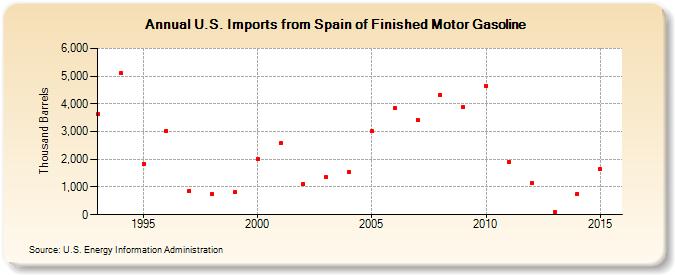 Annual U.S. Imports from Spain of Finished Motor Gasoline
Thousand Barrels
6,000
5,000
4,000
3,000
2,000
1,000
0
1995 2000 2005 2010 2015
Source: U.S. Energy Information Administration